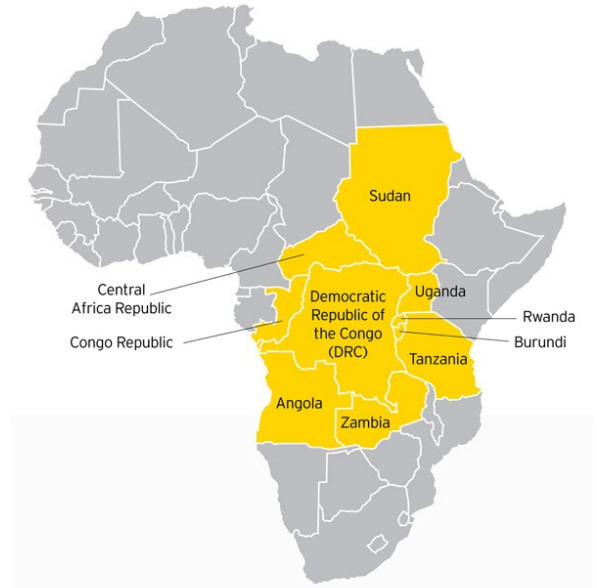 Sudan
Central
Africa Republic
Uganda
Democratic
Republic of
the Congo
(DRC)
Rwanda
Congo Republic
Burundi
Tanzania
Angola
Zambia